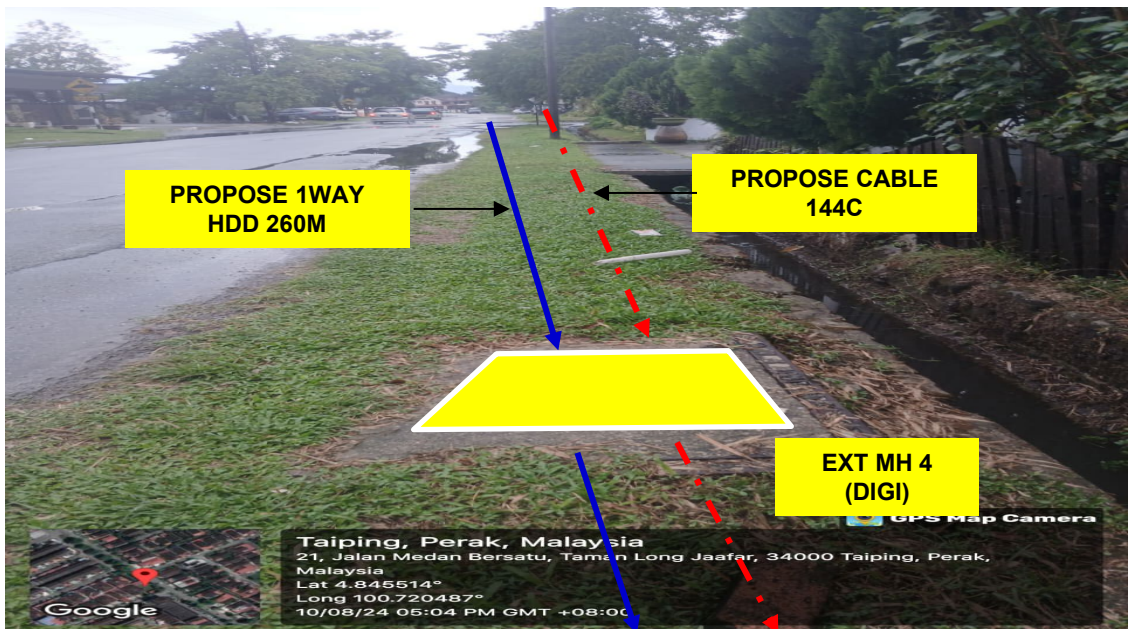 PROPOSE 1WAY
HDD 260M
PROPOSE CABLE
144C
EXT MH 4
(DIGI)
GPS Map Camera
Taiping, Perak, Malaysia
21, Jalan Medan Bersatu, Taman Long Jaafar, 34000 Taiping, Perak,
Malaysia
Lat 4.845514°
Long 100.720487°
10/08/24 05:04 PM GMT +08:00
Google